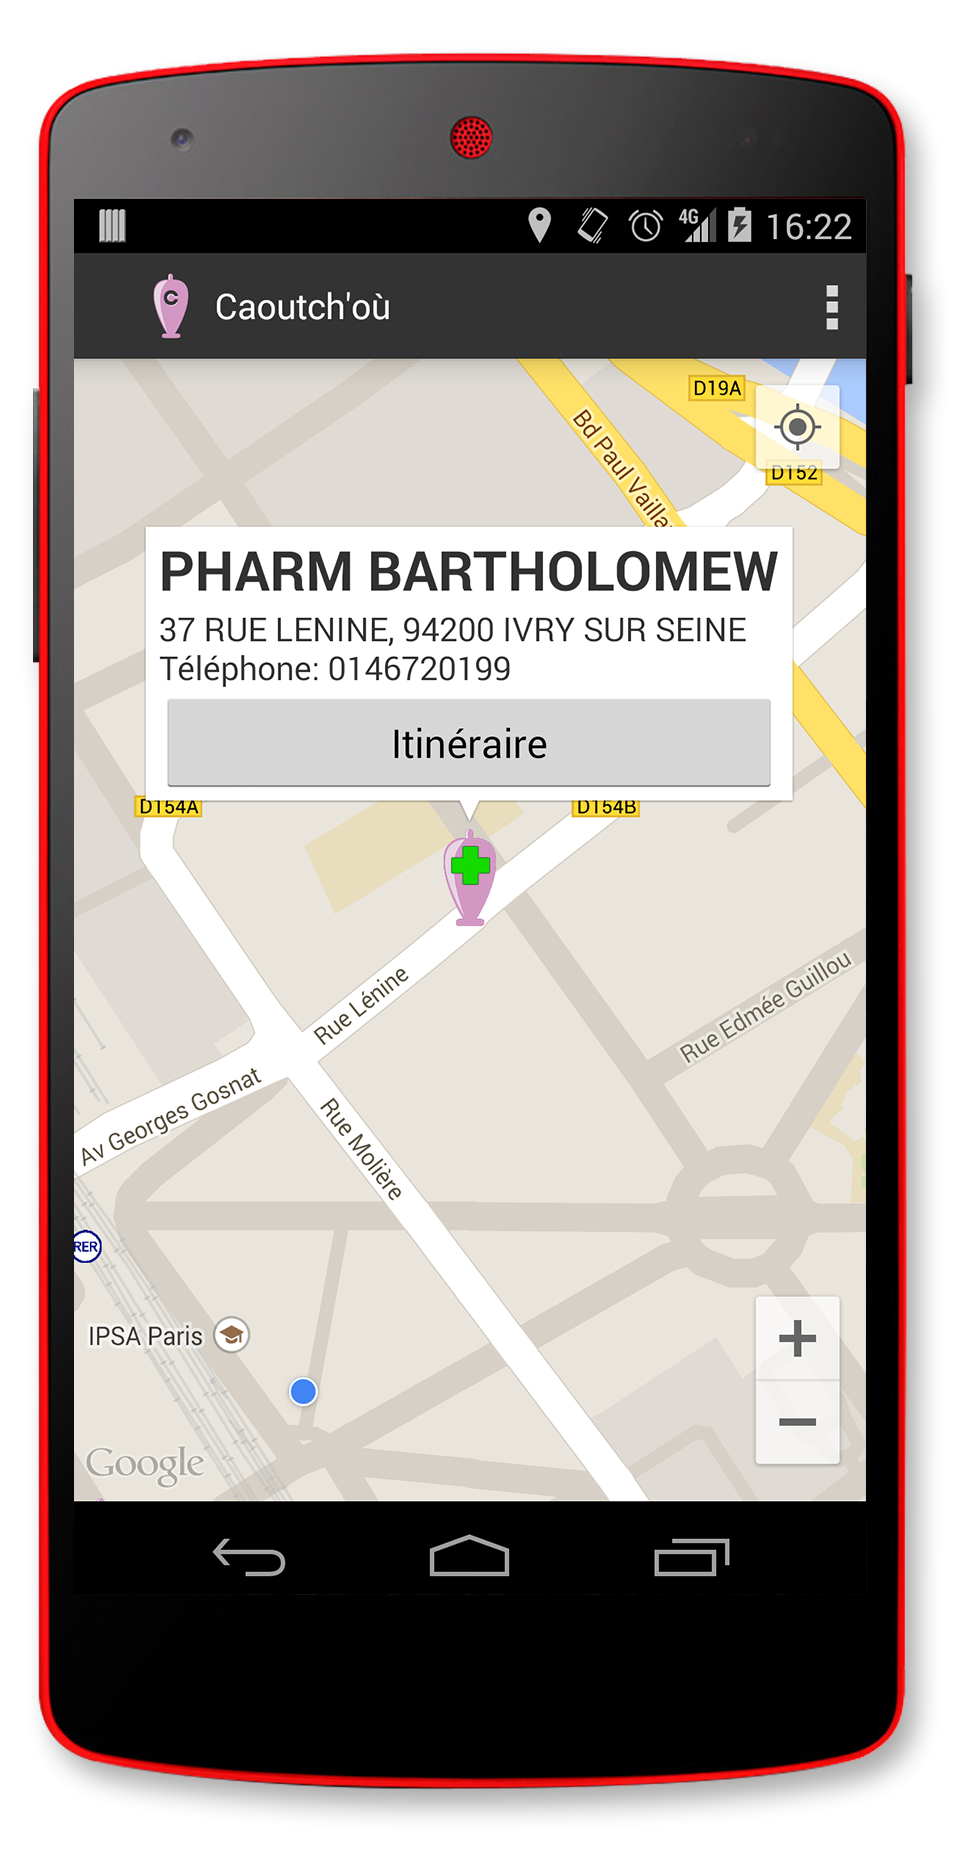 4G 16:22
C Caoutch'où
D19A
Bd Paul Vailla
D152
PHARM BARTHOLOMEW
37 RUE LENINE, 94200 IVRY SUR SEINE
Téléphone: 0146720199
Itinéraire
D154A
D154B
Rue Lénine
Rue Edmée Guillou
Av Georges Gosnat
Rue Molière
RER
IPSA Paris
Google